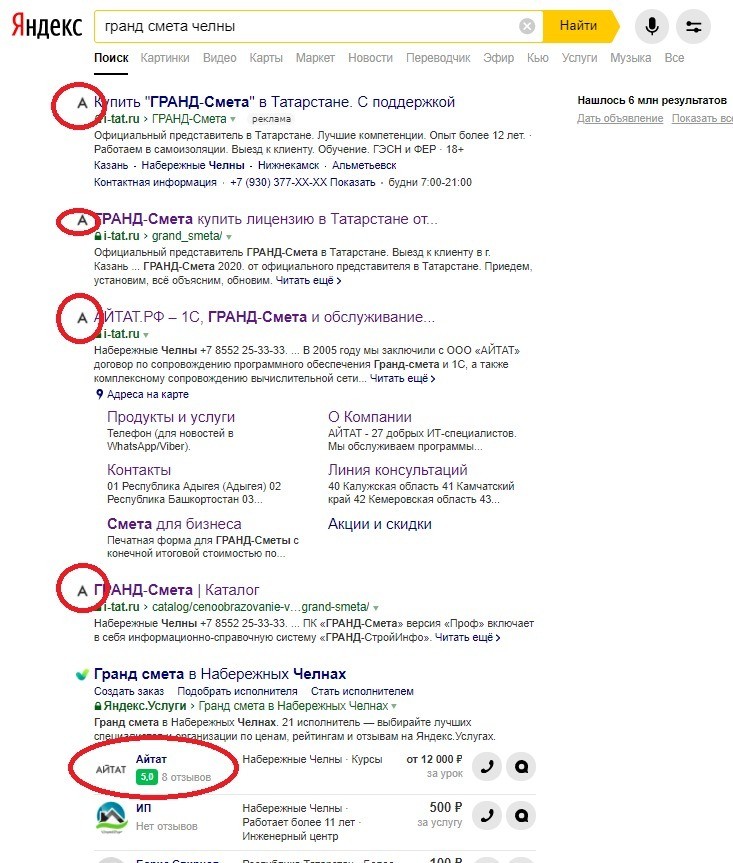 Яндекс гранд смета челны Найти
Поиск Картинки Видео Карты Маркет Новости Переводчик Эфир Кью Услуги Музыка Все
А Купить "ГРАНД-Смета" в Татарстане. С поддержкой
i-tat.ru › ГРАНД-Смета реклама
Официальный представитель в Татарстане. Лучшие компетенции. Опыт более 12 лет. ·
Работаем в самоизоляции. Выезд к клиенту. Обучение. ГЭСН и ФЕР · 18+
Казань · Набережные Челны · Нижнекамск · Альметьевск
Контактная информация · +7 (930) 377-XX-XX Показать · будни 7:00-21:00
Нашлось 6 млн результатов
Дать объявление Показать все
А ГРАНД-Смета купить лицензию в Татарстане от...
i-tat.ru › grand_smeta/
Официальный представитель ГРАНД-Смета в Татарстане. Выезд к клиенту в г.
Казань ... ГРАНД-Смета 2020. от официального представителя в Татарстане. Приедем,
установим, всё объясним, обновим. Читать ещё ›
А АЙТАТ.РФ – 1С, ГРАНД-Смета и обслуживание...
i-tat.ru
Набережные Челны +7 8552 25-33-33. ... В 2005 году мы заключили с ООО «АЙТАТ»
договор по сопровождению программного обеспечения Гранд-смета и 1С, а также
комплексному сопровождению вычислительной сети... Читать ещё ›
Адреса на карте
Продукты и услуги
Телефон (для новостей в
WhatsApp/Viber).
О Компании
АЙТАТ - 27 добрых ИТ-специалистов.
Мы обслуживаем программы...
Контакты
01 Республика Адыгея (Адыгея) 02
Республика Башкортостан 03...
Линия консультаций
40 Калужская область 41 Камчатский
край 42 Кемеровская область 43...
Смета для бизнеса
Печатная форма для ГРАНД-Сметы с
конечной итоговой стоимостью по...
Акции и скидки
А ГРАНД-Смета | Каталог
i-tat.ru › catalog/cenoobrazovanie-v…grand-smeta/
Набережные Челны +7 8552 25-33-33. ... ПК «ГРАНД-Смета» версия «Проф» включает
в себя информационно-справочную систему «ГРАНД-СтройИнфо». Читать ещё ›
Гранд смета в Набережных Челнах
Создать заказ Подобрать исполнителя Стать исполнителем
Яндекс.Услуги › Гранд смета в Набережных Челнах
Гранд смета в Набережных Челнах. 21 исполнитель — выбирайте лучших
специалистов и организации по ценам, рейтингам и отзывам на Яндекс.Услугах.
АЙТАТ
Айтат
5,0 8 отзывов
Набережные Челны · Курсы
от 12 000 ₽
за урок
ИП
Нет отзывов
Набережные Челны ·
Работает более 11 лет ·
Инженерный центр
500 ₽
за услугу